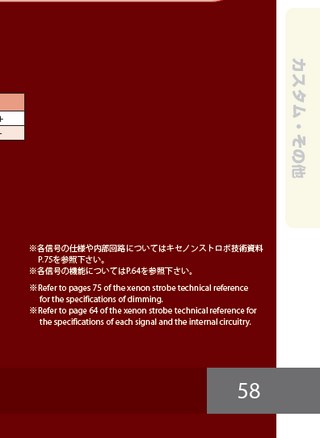 カスタム・その他
※各信号の仕様や内部回路についてはキセノンストロボ技術資料
P.75を参照下さい。
※各信号の機能についてはP.64を参照下さい。
※Refer to pages 75 of the xenon strobe technical reference
for the specifications of dimming.
※Refer to page 64 of the xenon strobe technical reference for
the specifications of each signal and the internal circuitry.
58